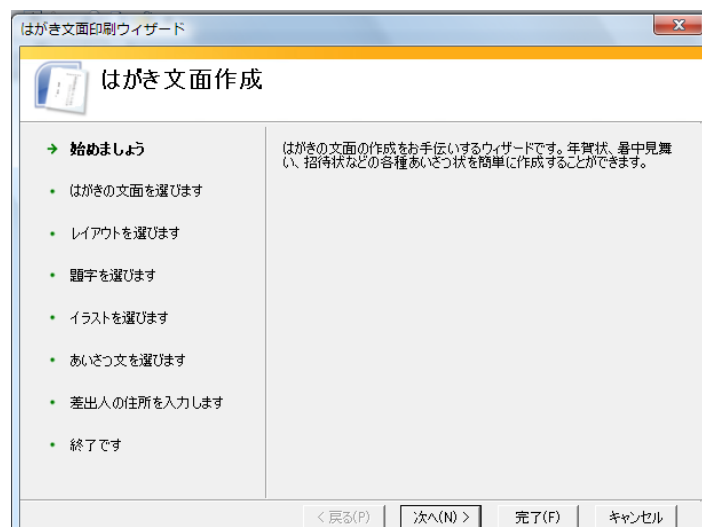 はがき文面印刷ウィザード
はがき文面作成
始めましょう
はがきの文面を選びます
レイアウトを選びます
題字を選びます
イラストを選びます
あいさつ文を選びます
差出人の住所を入力します
終了です
はがきの文面の作成をお手伝いするウィザードです。年賀状、暑中見舞
い、招待状などの各種あいさつ状を簡単に作成することができます。
< 戻る(P)
次へ(N) >
完了(F)
キャンセル